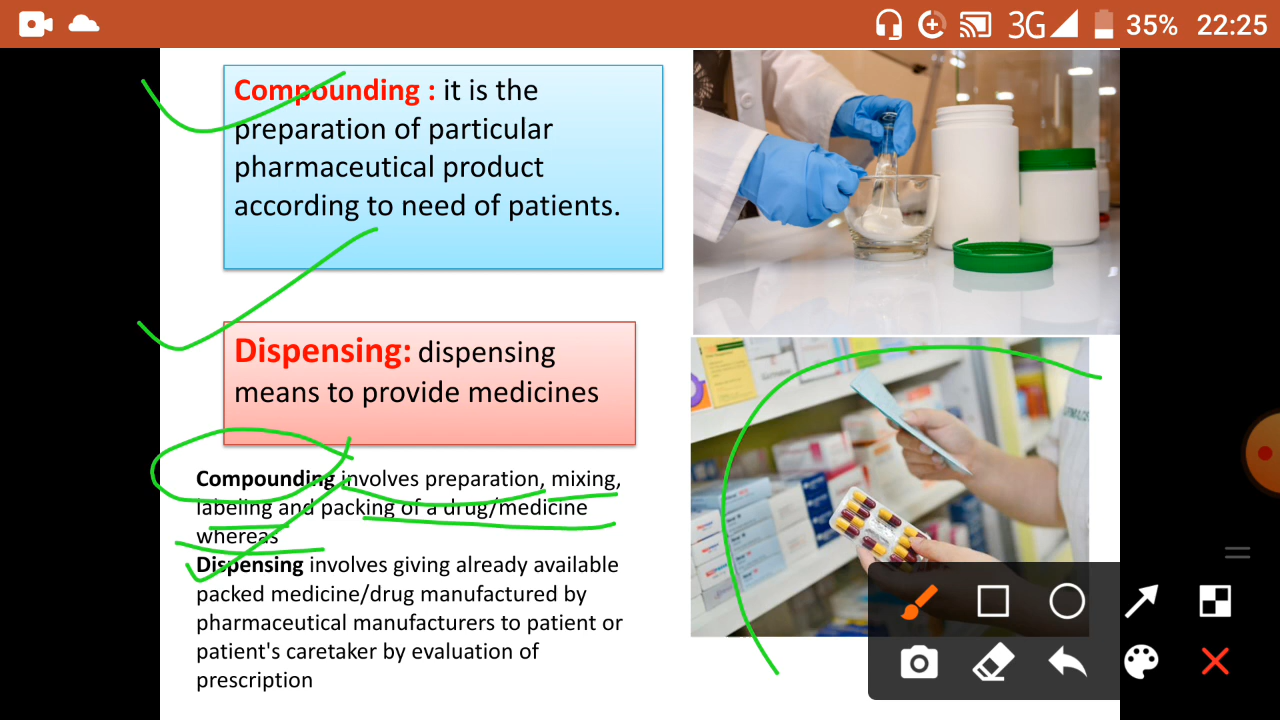 3G 35% 22:25
Compounding : it is the
preparation of particular
pharmaceutical product
according to need of patients.
Dispensing: dispensing
means to provide medicines
Compounding involves preparation, mixing,
labeling and packing of a drug/medicine
whereas
Dispensing involves giving already available
packed medicine/drug manufactured by
pharmaceutical manufacturers to patient or
patient's caretaker by evaluation of
prescription